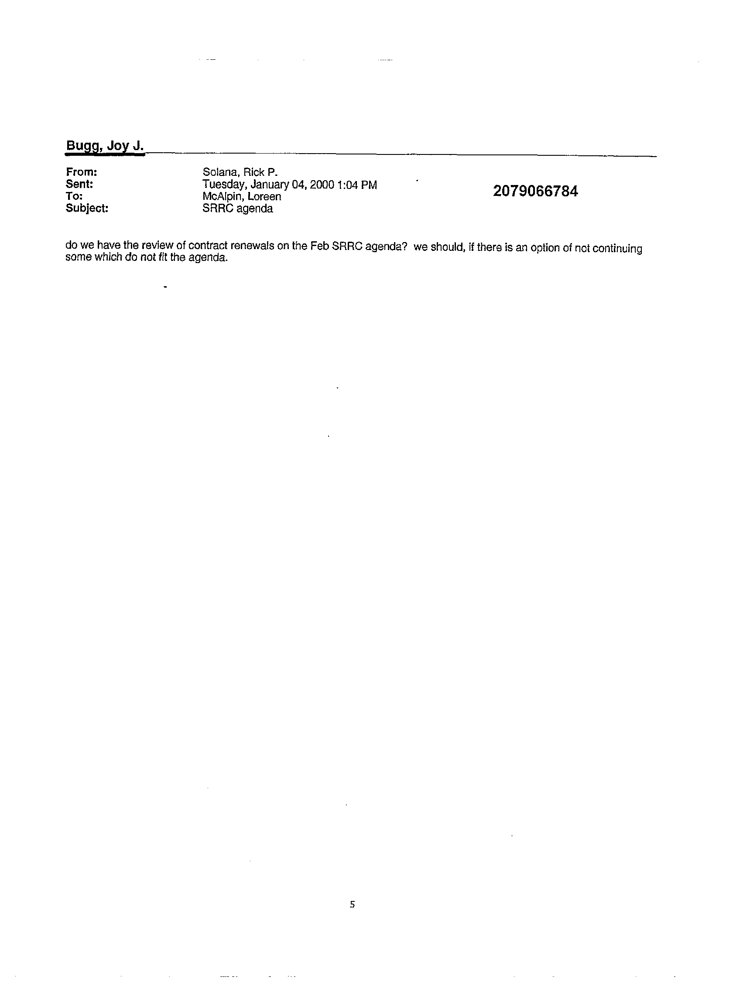 Bugg, Joy J.
From: Solana, Rick P.
Sent: Tuesday, January 04, 2000 1:04 PM
To: McAlpin, Loreen
Subject: SRRC agenda
2079066784
do we have the review of contract renewals on the Feb SRRC agenda? we should, if there is an option of not continuing
some which do not fit the agenda.
5